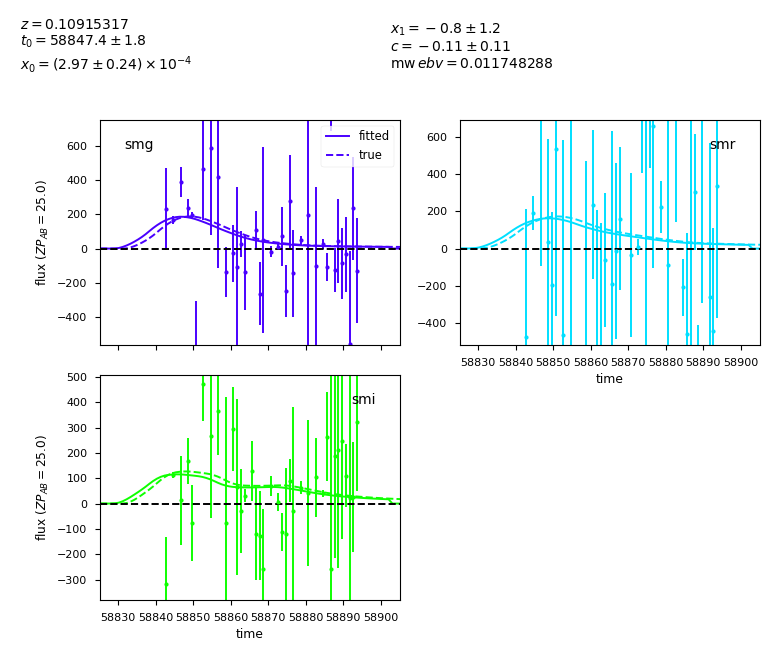 z = 0.10915317
t₀ = 58847.4 ± 1.8
x₀ = (2.97 ± 0.24) × 10⁻⁴
x₁ = −0.8 ± 1.2
c = −0.11 ± 0.11
mw ebv = 0.011748288
smg
fitted
true
flux (ZP_AB = 25.0)
600
400
200
0
−200
−400
smr
600
400
200
0
−200
−400
58830 58840 58850 58860 58870 58880 58890 58900
time
smi
flux (ZP_AB = 25.0)
500
400
300
200
100
0
−100
−200
−300
58830 58840 58850 58860 58870 58880 58890 58900
time